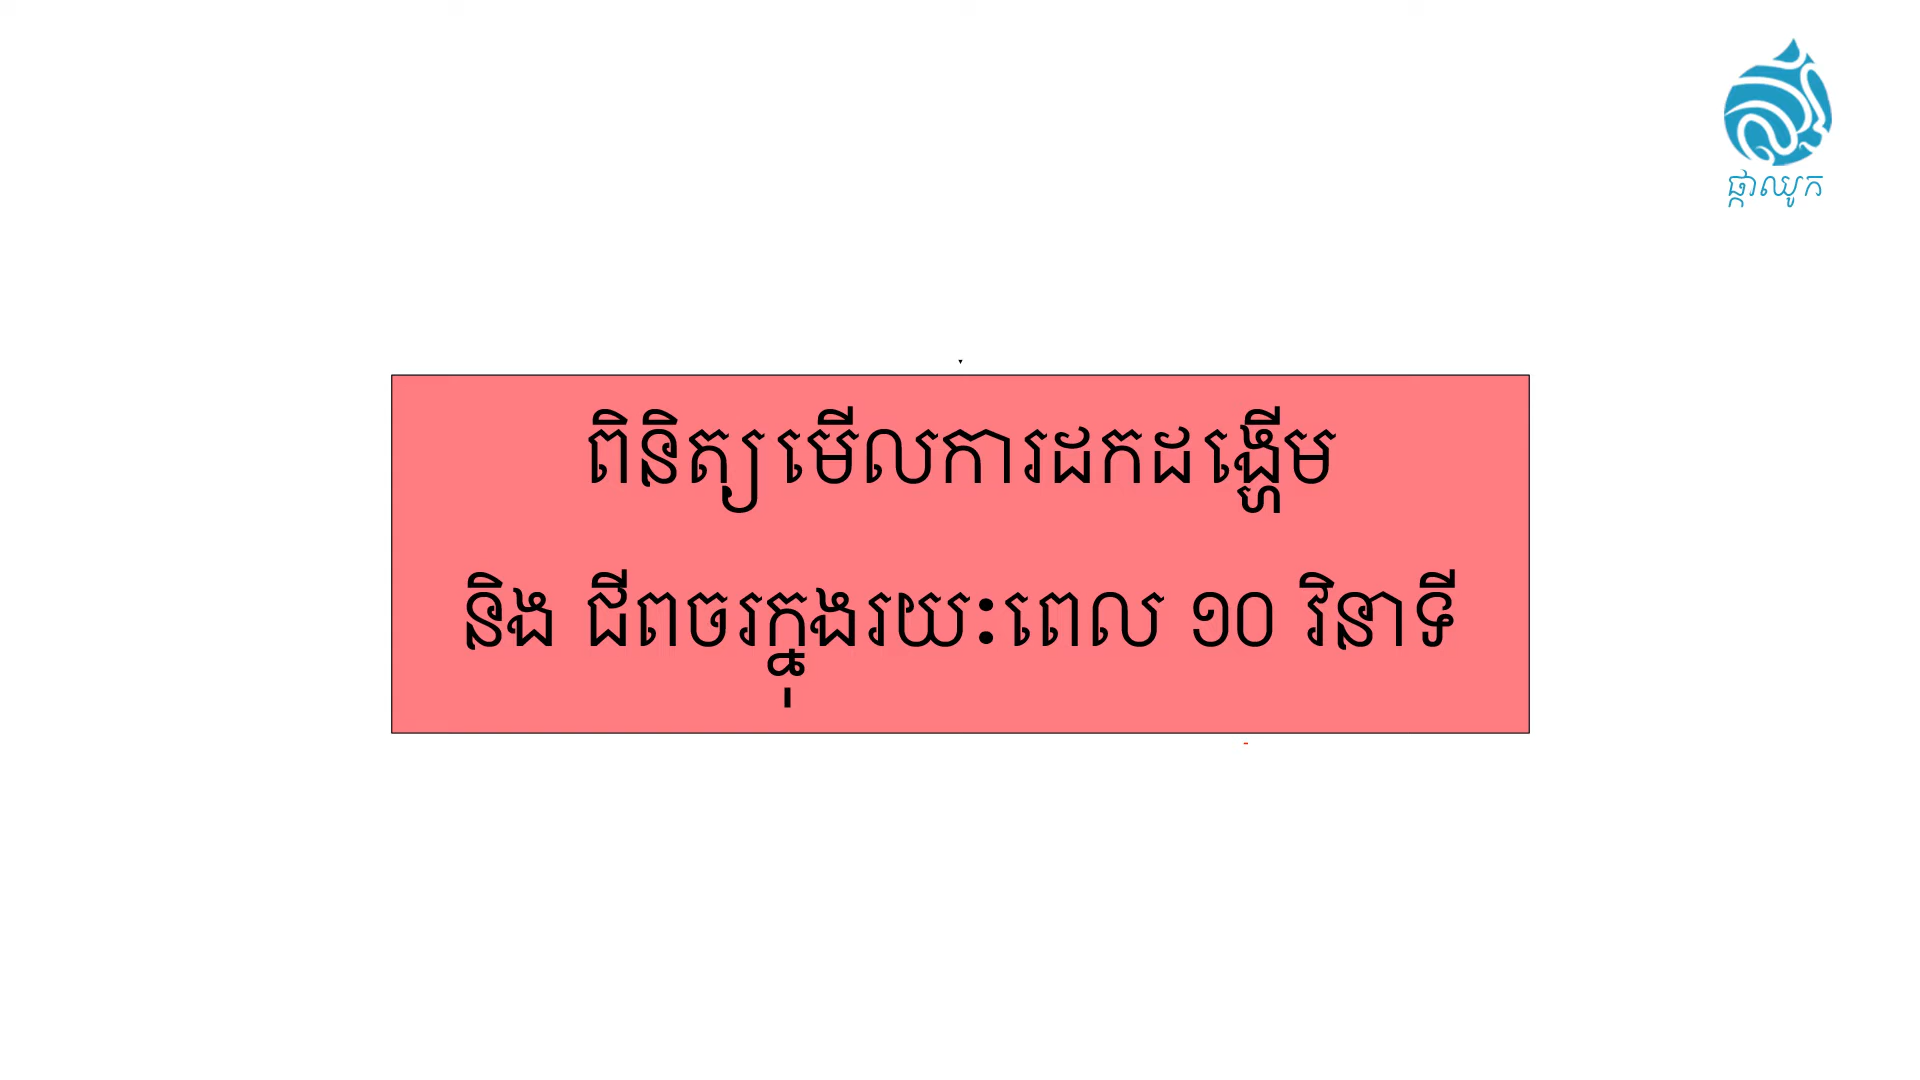 ផ្កាឈូក
ពិនិត្យមើលការដកដង្ហើម
និង ជីពចរក្នុងរយៈពេល ១០ វិនាទី